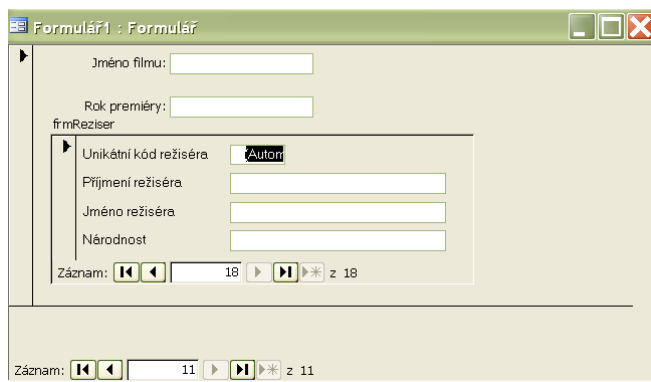 Formulář1 : Formulář
Jméno filmu:
Rok premiéry:
frmReziser
Unikátní kód režiséra (Autom
Příjmení režiséra
Jméno režiséra
Národnost
Záznam: 18 z 18
Záznam: 11 z 11